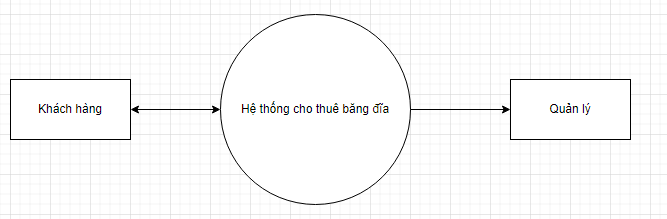 Khách hàng
Hệ thống cho thuê băng đĩa
Quản lý